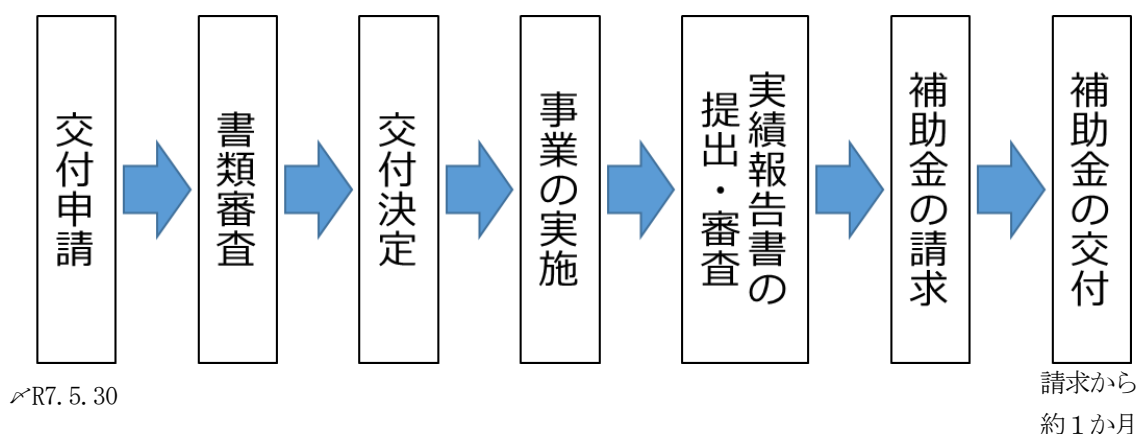 交付申請
書類審査
交付決定
事業の実施
実績報告書の
提出・審査
補助金の請求
補助金の交付
〆R7.5.30
請求から
約１か月